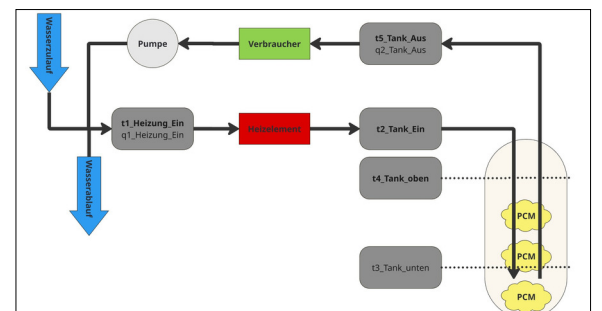 Wasserzulauf
Pumpe
Verbraucher
t5_Tank_Aus
q2_Tank_Aus
t1_Heizung_Ein
q1_Heizung_Ein
Heizelement
t2_Tank_Ein
Wasserablauf
t4_Tank_oben
PCM
t3_Tank_unten
PCM
PCM